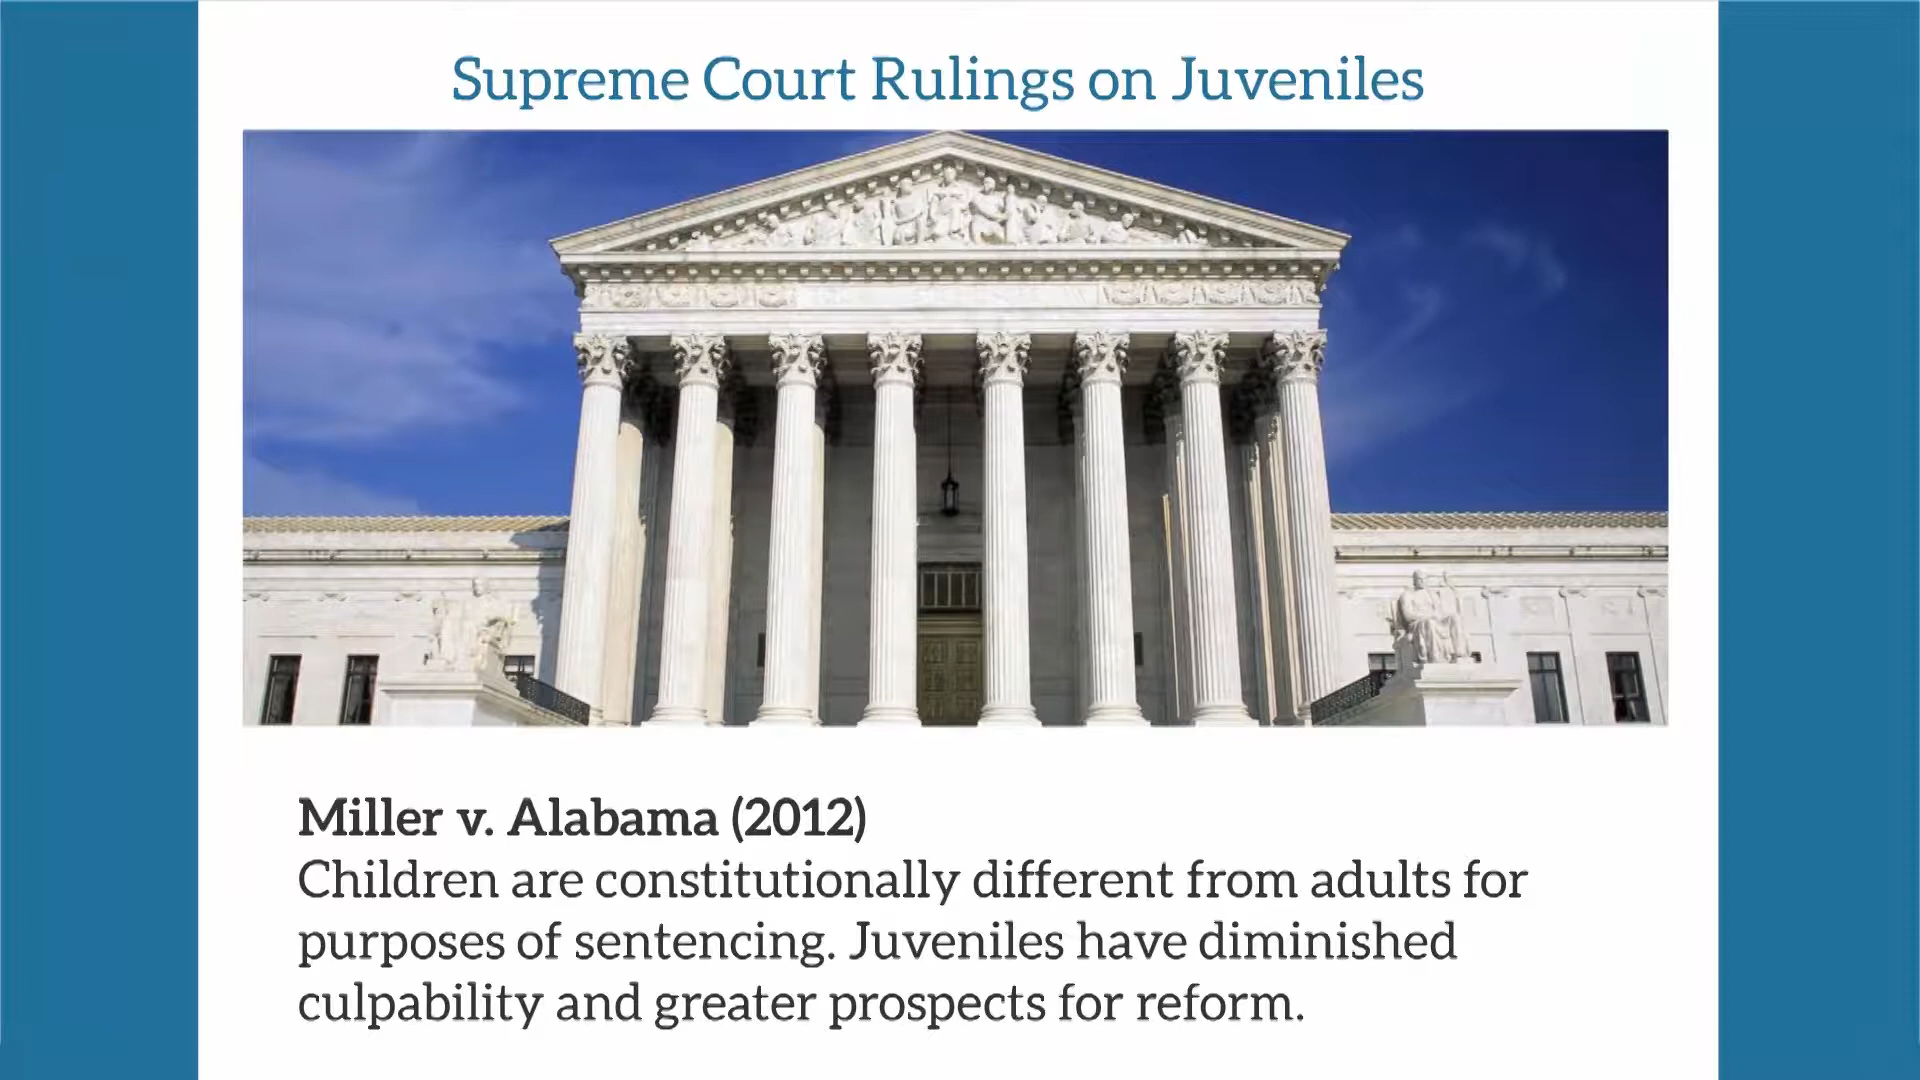 Supreme Court Rulings on Juveniles
Miller v. Alabama (2012)
Children are constitutionally different from adults for
purposes of sentencing. Juveniles have diminished
culpability and greater prospects for reform.